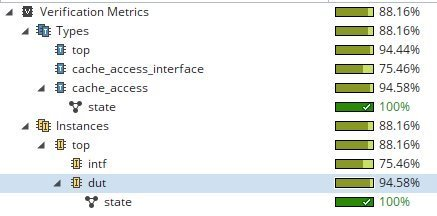 Verification Metrics 88.16%
Types 88.16%
top 94.44%
cache_access_interface 75.46%
cache_access 94.58%
state 100%
Instances 88.16%
top 88.16%
intf 75.46%
dut 94.58%
state 100%